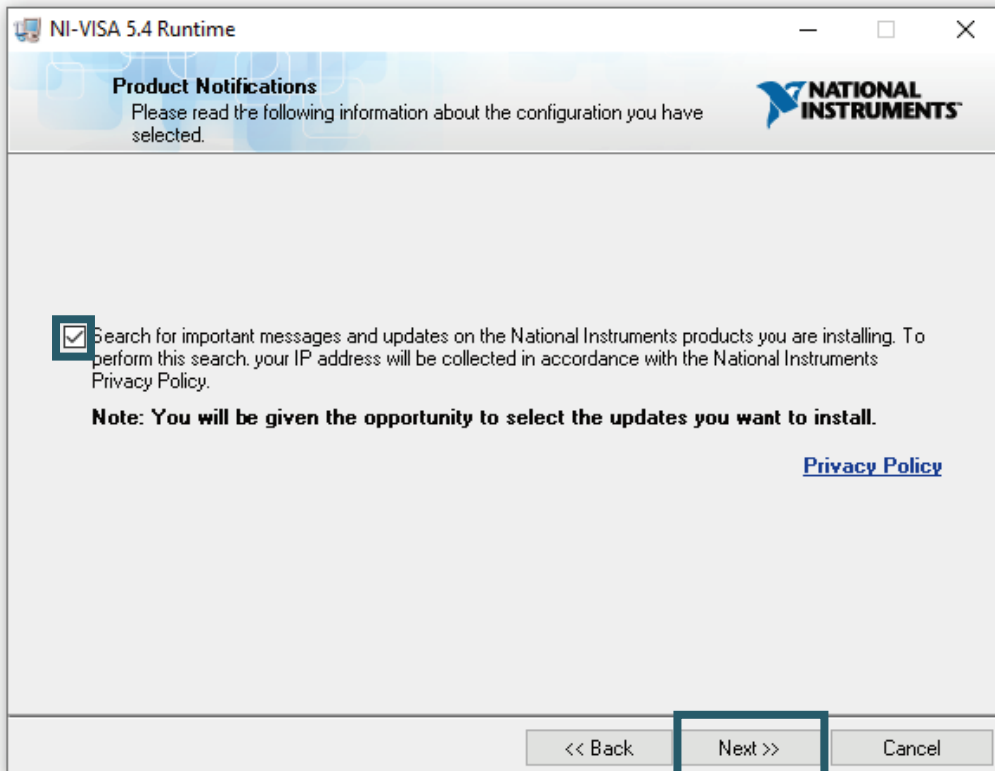 NI-VISA 5.4 Runtime
Product Notifications
Please read the following information about the configuration you have
selected.
NATIONAL
INSTRUMENTS™
Search for important messages and updates on the National Instruments products you are installing. To
perform this search. your IP address will be collected in accordance with the National Instruments
Privacy Policy.
Note: You will be given the opportunity to select the updates you want to install.
Privacy Policy
<< Back
Next >>
Cancel